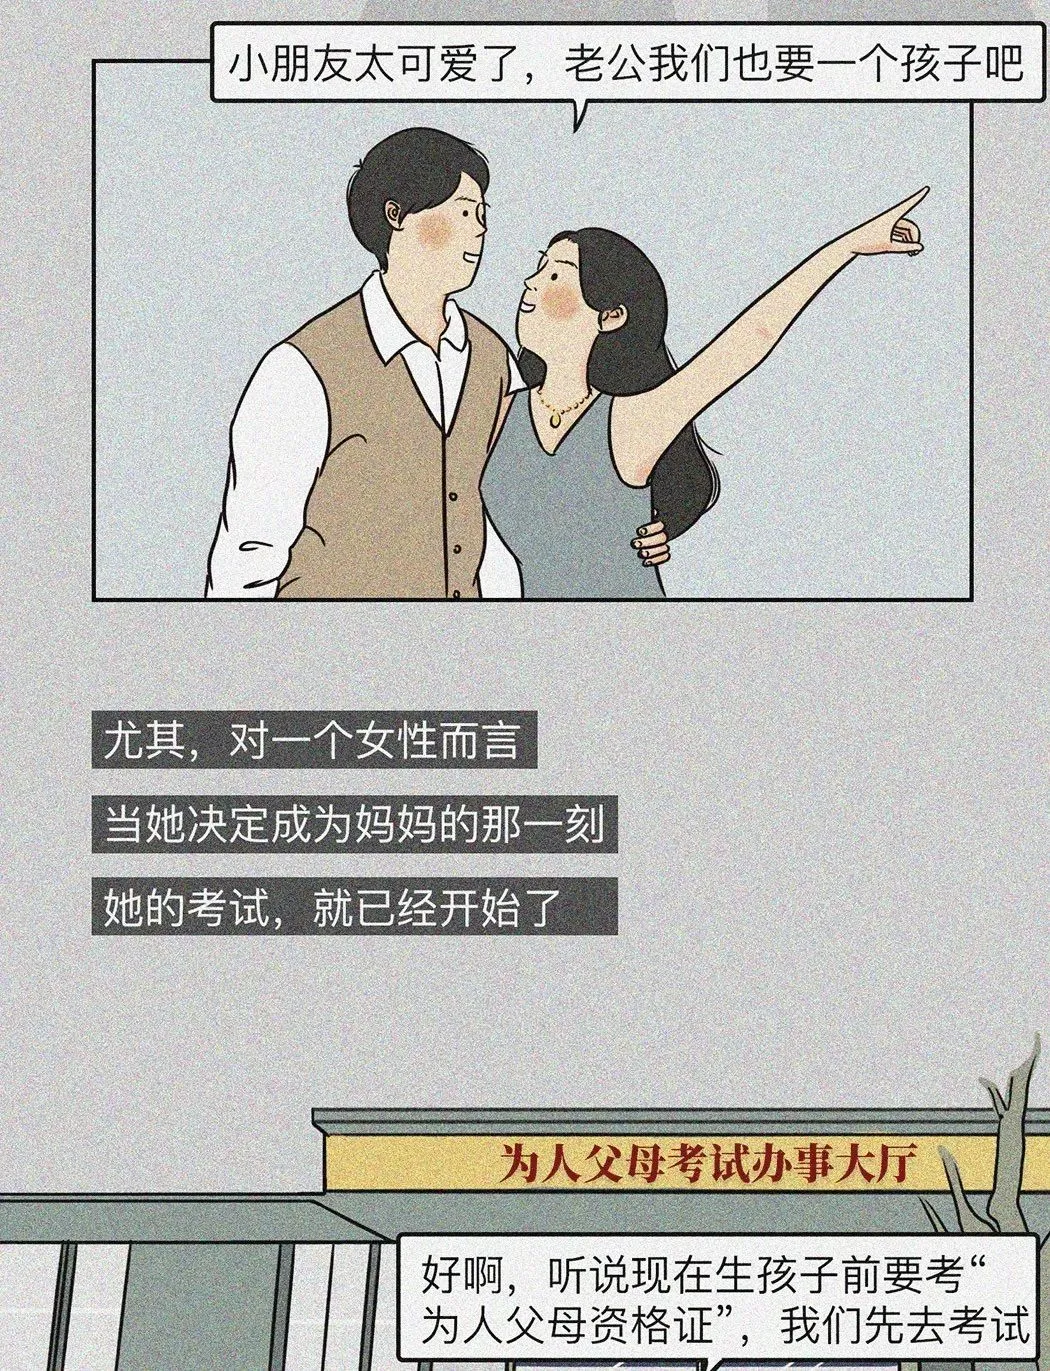 小朋友太可爱了，老公我们也要一个孩子吧
尤其，对一个女性而言
当她决定成为妈妈的那一刻
她的考试，就已经开始了
为人父母考试办事大厅
好啊，听说现在生孩子前要考“
为人父母资格证”，我们先去考试